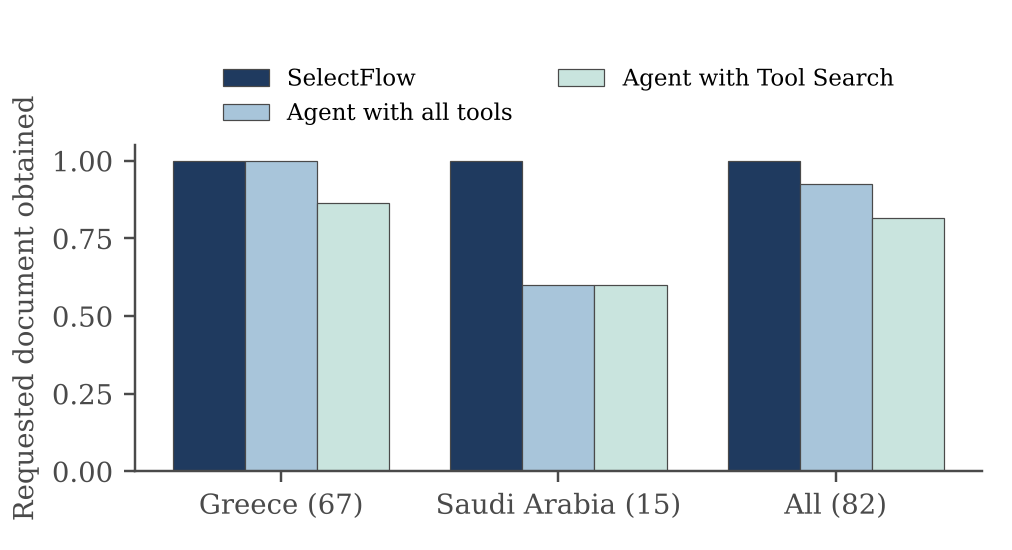 SelectFlow
Agent with all tools
Agent with Tool Search
Requested document obtained
1.00
0.75
0.50
0.25
0.00
Greece (67)
Saudi Arabia (15)
All (82)